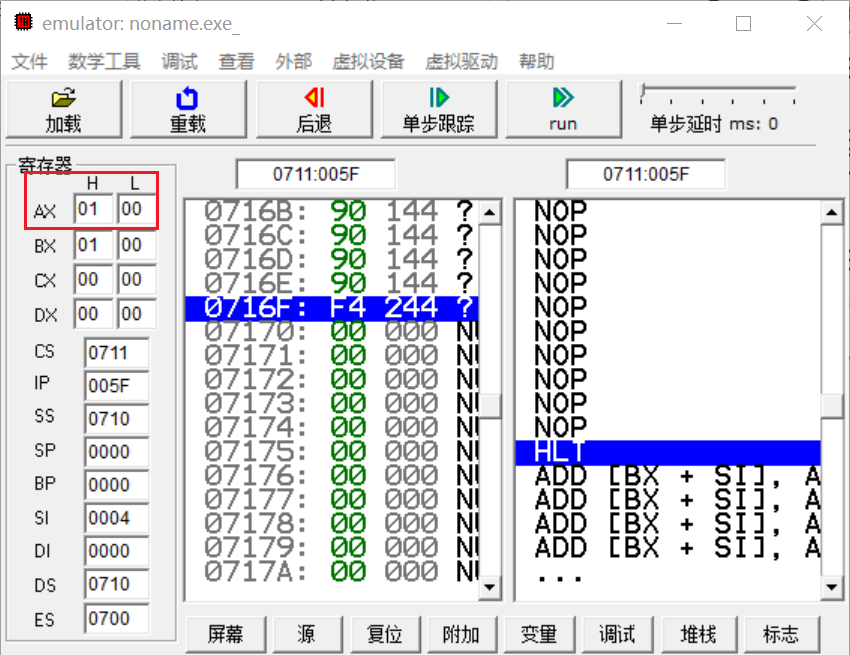 emulator: noname.exe_
文件 数学工具 调试 查看 外部 虚拟设备 虚拟驱动 帮助
加载 重载 后退 单步跟踪 run 单步延时 ms: 0
寄存器
H L
AX 01 00
BX 01 00
CX 00 00
DX 00 00
CS 0711
IP 005F
SS 0710
SP 0000
BP 0000
SI 0004
DI 0000
DS 0710
ES 0700
0711:005F
0716B: 90 144 ?
0716C: 90 144 ?
0716D: 90 144 ?
0716E: 90 144 ?
0716F: F4 244 ?
07170: 00 000 NU
07171: 00 000 NU
07172: 00 000 NU
07173: 00 000 NU
07174: 00 000 NU
07175: 00 000 NU
07176: 00 000 NU
07177: 00 000 NU
07178: 00 000 NU
07179: 00 000 NU
0717A: 00 000 NU
0711:005F
NOP
NOP
NOP
NOP
NOP
NOP
NOP
NOP
NOP
NOP
HLT
ADD [BX + SI], A
ADD [BX + SI], A
ADD [BX + SI], A
ADD [BX + SI], A
...
屏幕 源 复位 附加 变量 调试 堆栈 标志